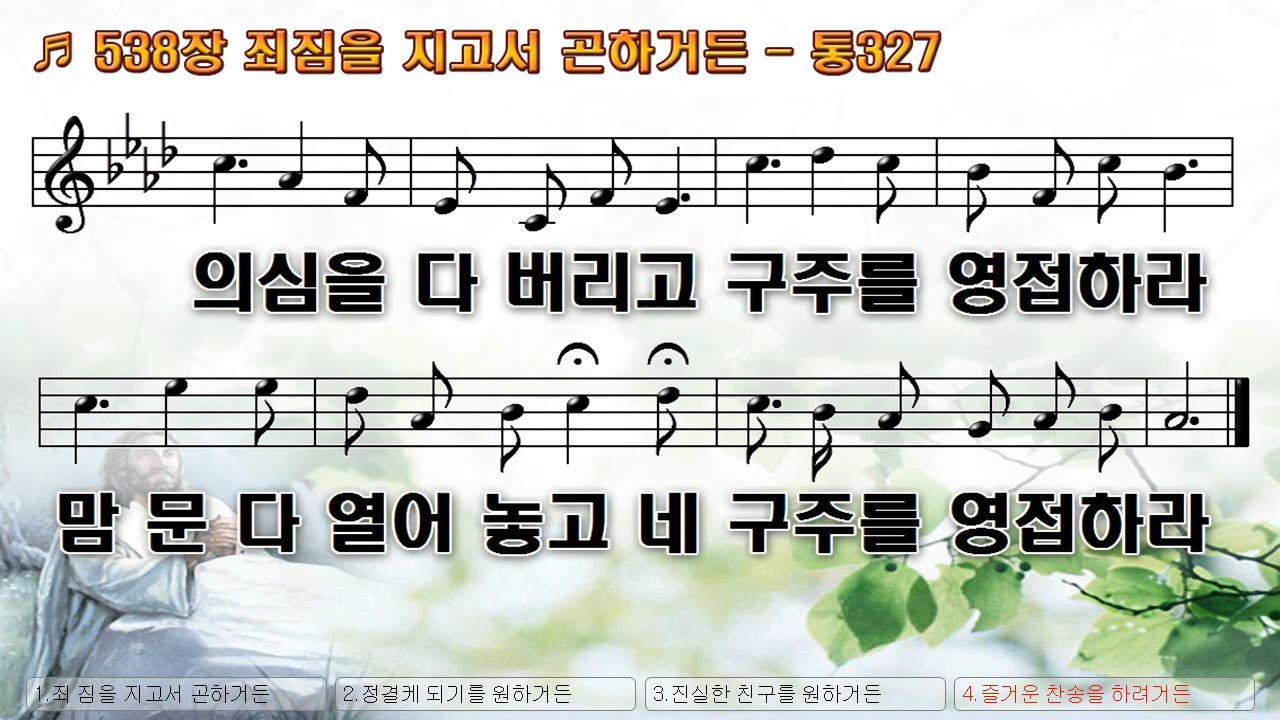 ♬ 538장 죄짐을 지고서 곤하거든 - 통327
의심을 다 버리고 구주를 영접하라
맘 문 다 열어 놓고 네 구주를 영접하라
1.죄 짐을 지고서 곤하거든 2.정결케 되기를 원하거든 3.진실한 친구를 원하거든 4.즐거운 찬송을 하려거든